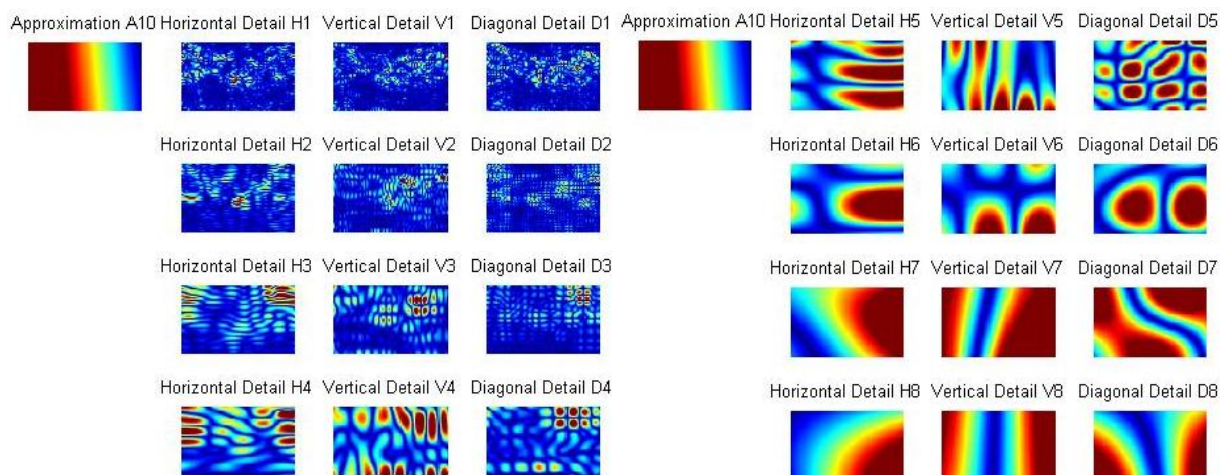 Approximation A10 Horizontal Detail H1 Vertical Detail V1 Diagonal Detail D1 Approximation A10 Horizontal Detail H5 Vertical Detail V5 Diagonal Detail D5
Horizontal Detail H2 Vertical Detail V2 Diagonal Detail D2 Horizontal Detail H6 Vertical Detail V6 Diagonal Detail D6
Horizontal Detail H3 Vertical Detail V3 Diagonal Detail D3 Horizontal Detail H7 Vertical Detail V7 Diagonal Detail D7
Horizontal Detail H4 Vertical Detail V4 Diagonal Detail D4 Horizontal Detail H8 Vertical Detail V8 Diagonal Detail D8